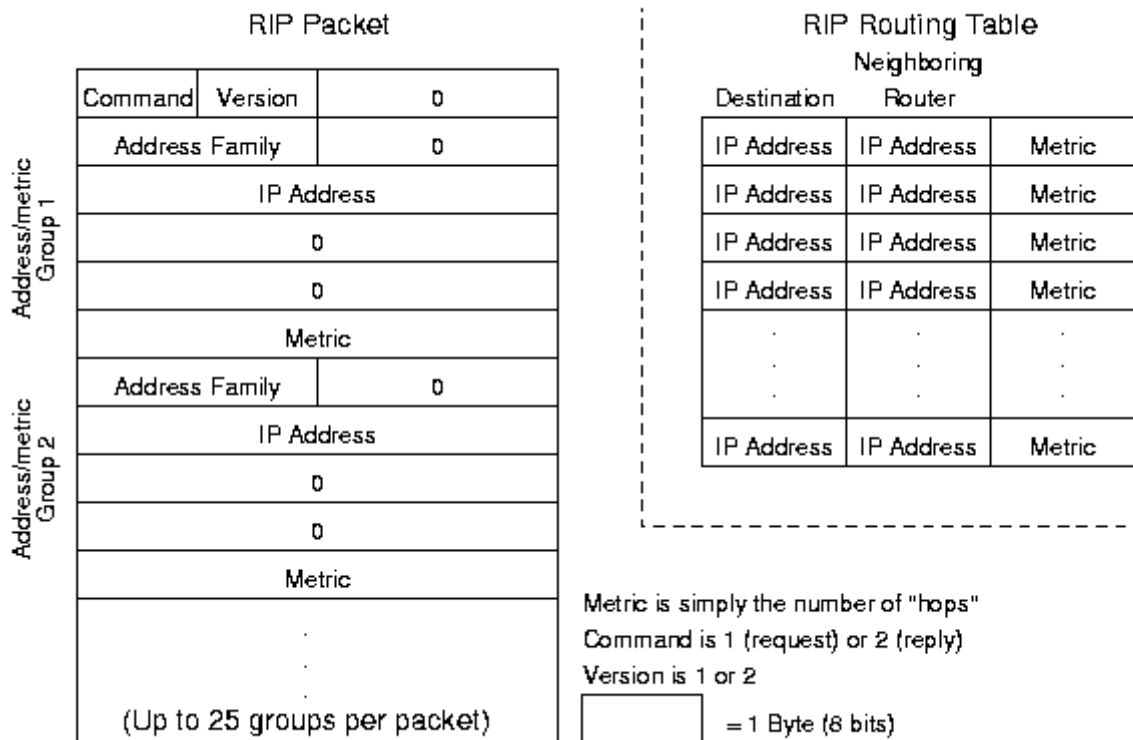 RIP Packet
Command Version 0
Address Family 0
IP Address
0
0
Metric
Address Family 0
IP Address
0
0
Metric
.
.
.
(Up to 25 groups per packet)
Address/metric
Group 1
Address/metric
Group 2
RIP Routing Table
Neighboring
Destination Router
IP Address IP Address Metric
IP Address IP Address Metric
IP Address IP Address Metric
IP Address IP Address Metric
. . .
. . .
. . .
IP Address IP Address Metric
Metric is simply the number of "hops"
Command is 1 (request) or 2 (reply)
Version is 1 or 2
= 1 Byte (8 bits)